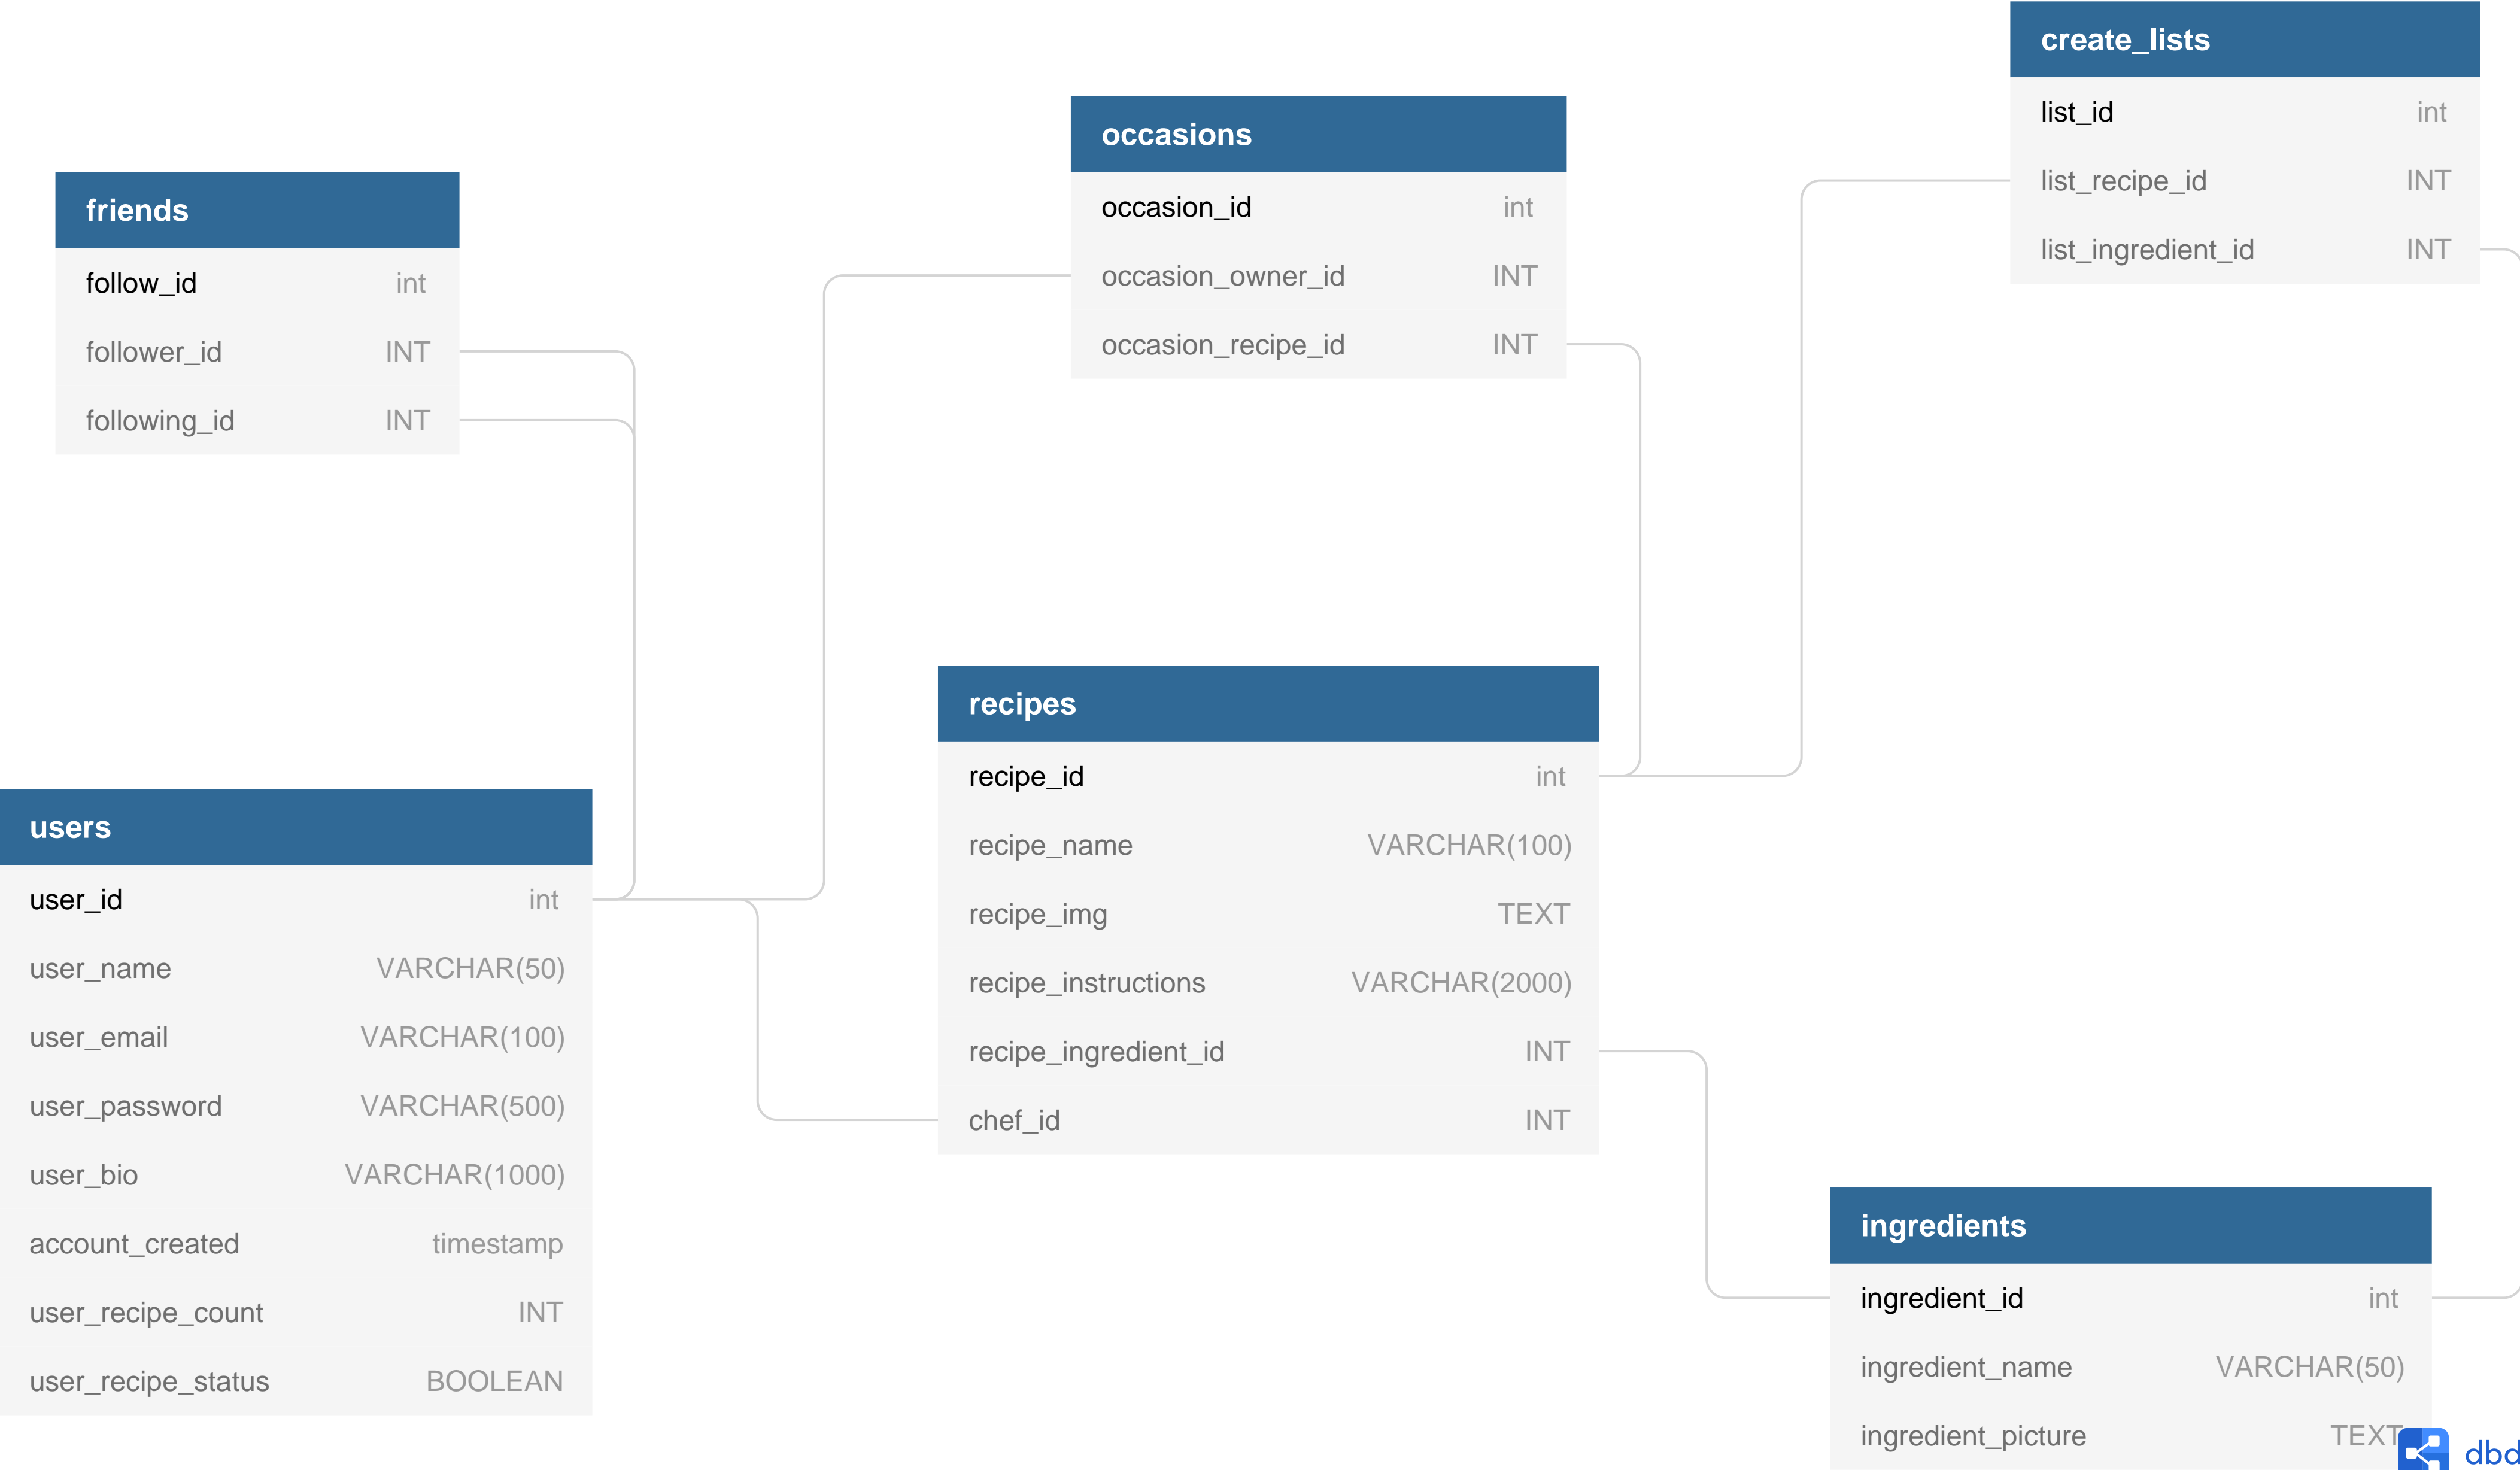 create_lists
list_id int
list_recipe_id INT
list_ingredient_id INT
occasions
occasion_id int
occasion_owner_id INT
occasion_recipe_id INT
friends
follow_id int
follower_id INT
following_id INT
recipes
recipe_id int
recipe_name VARCHAR(100)
recipe_img TEXT
recipe_instructions VARCHAR(2000)
recipe_ingredient_id INT
chef_id INT
users
user_id int
user_name VARCHAR(50)
user_email VARCHAR(100)
user_password VARCHAR(500)
user_bio VARCHAR(1000)
account_created timestamp
user_recipe_count INT
user_recipe_status BOOLEAN
ingredients
ingredient_id int
ingredient_name VARCHAR(50)
ingredient_picture TEXT
dbd